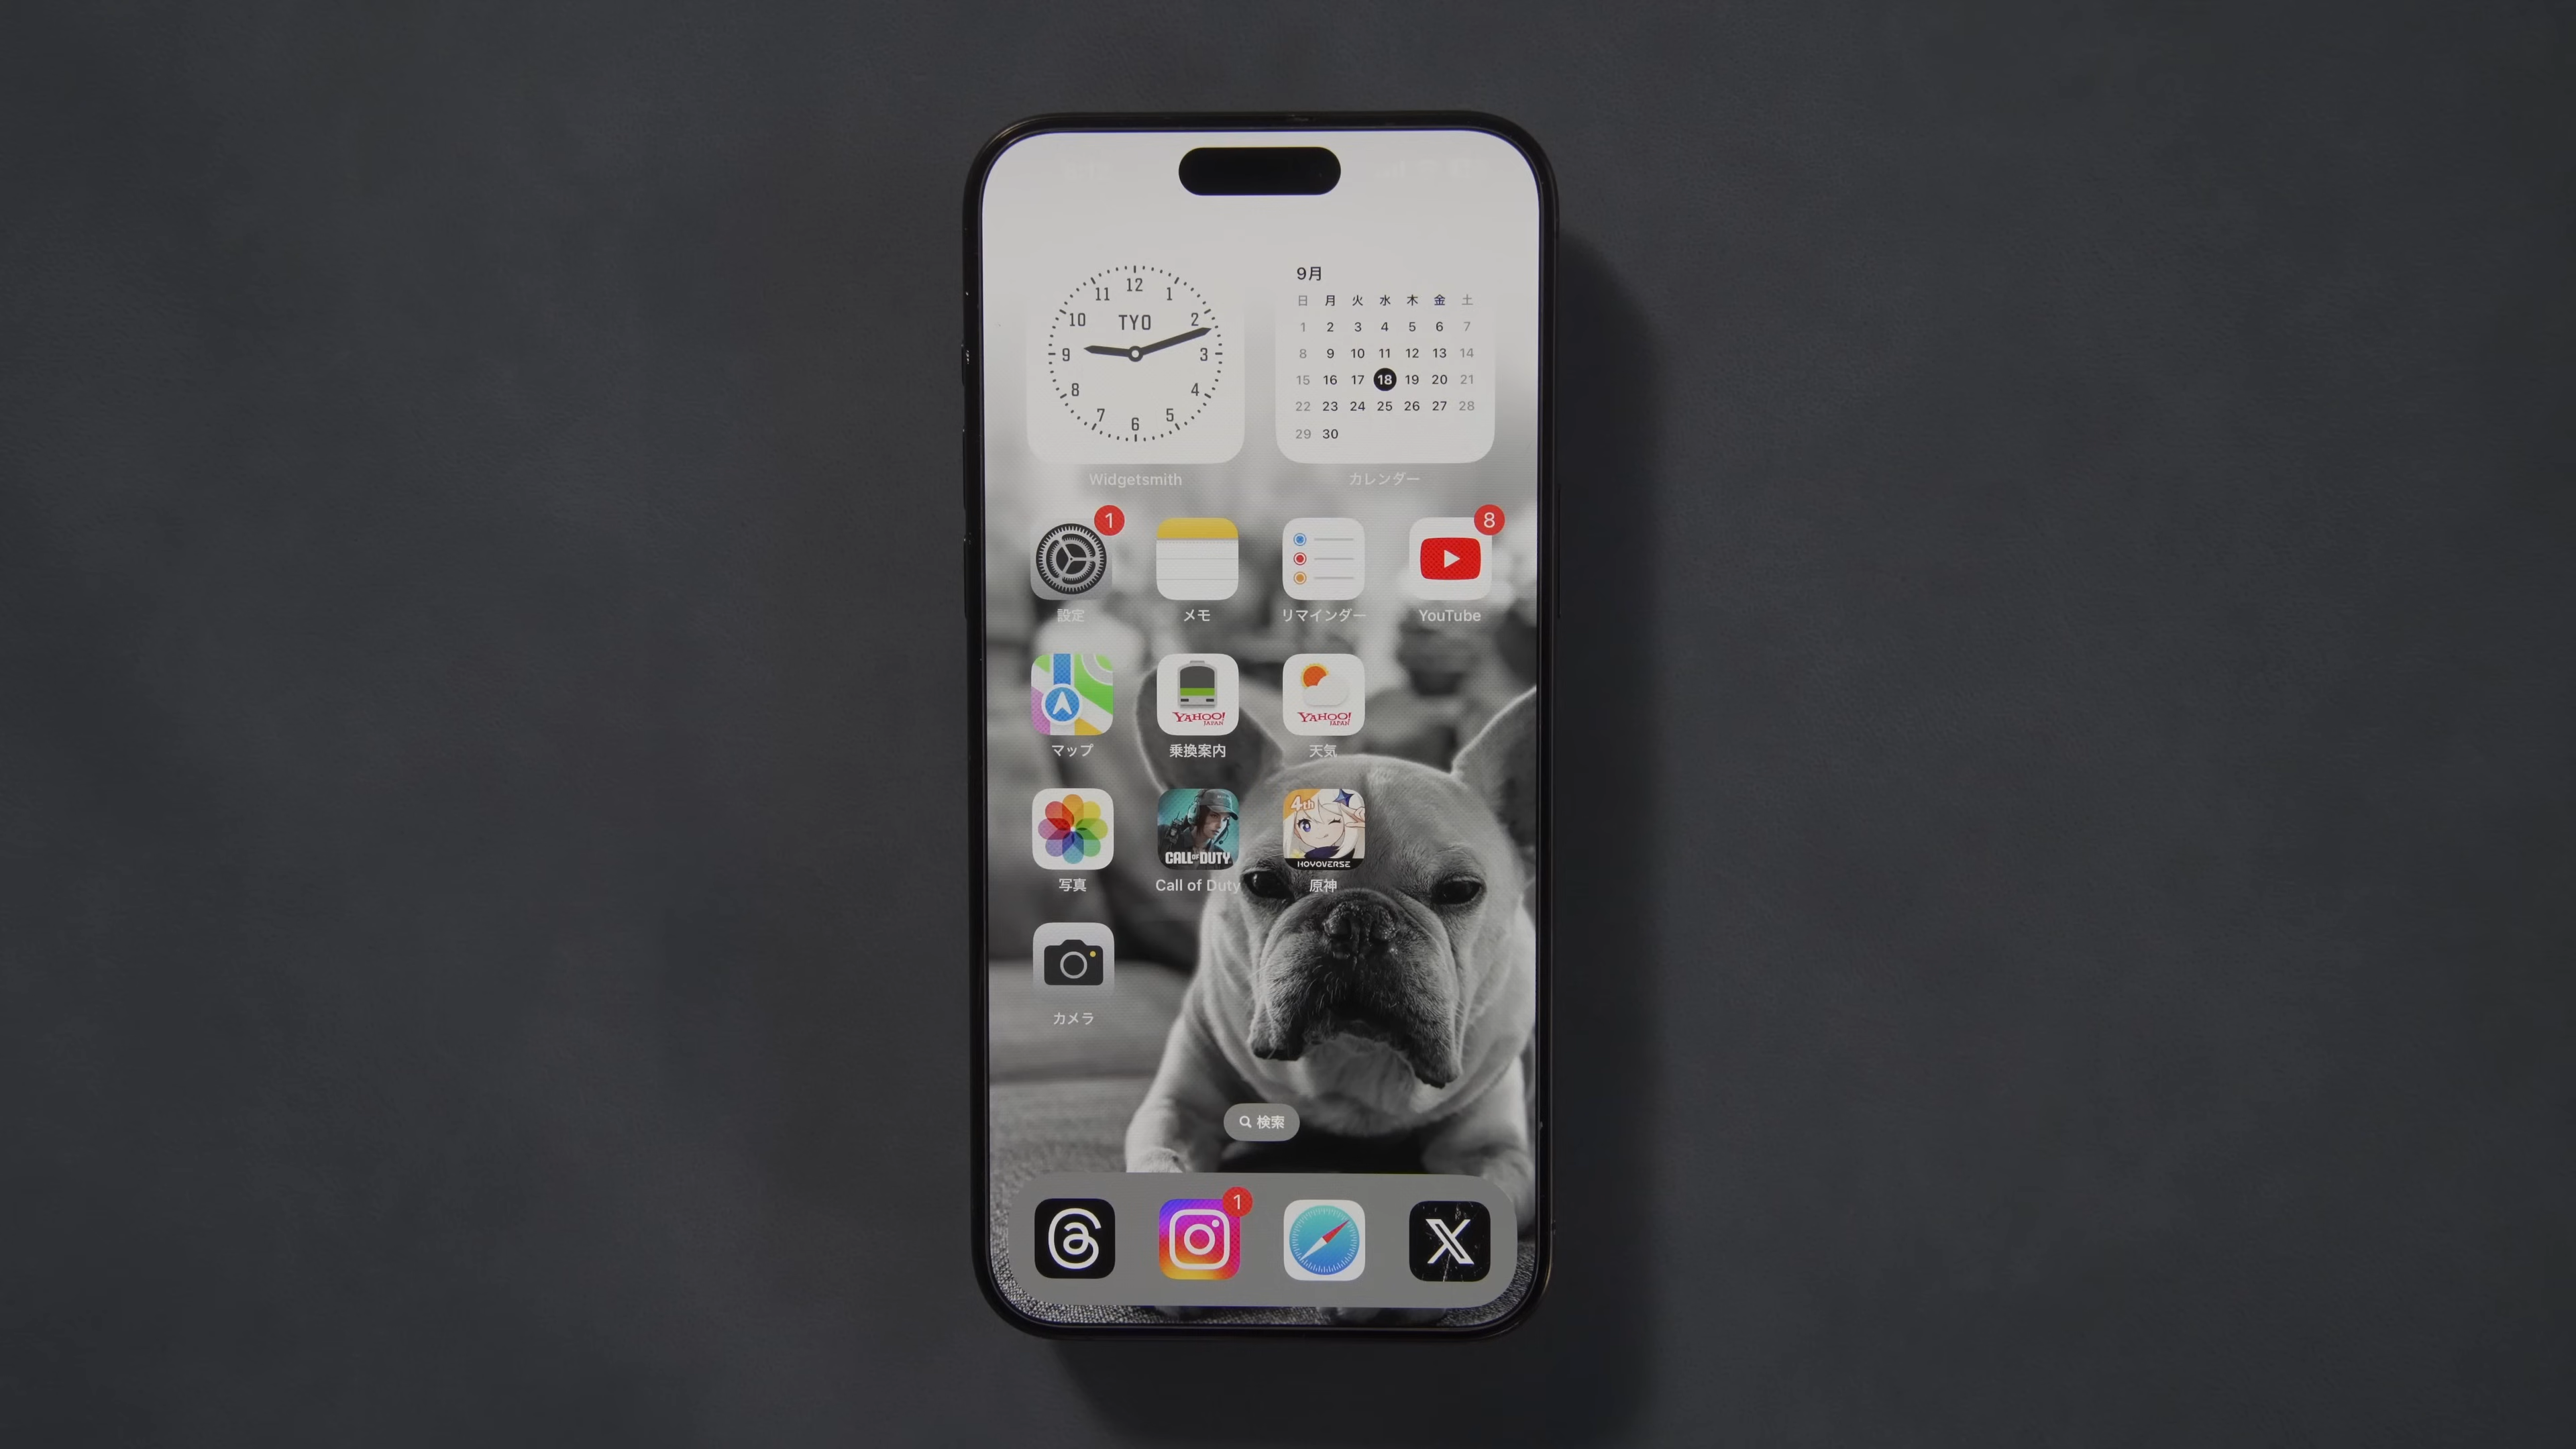 12
11 1
10 TYO 2
9 3
8 4
7 5
6
Widgetsmith
9月
日 月 火 水 木 金 土
1 2 3 4 5 6 7
8 9 10 11 12 13 14
15 16 17 18 19 20 21
22 23 24 25 26 27 28
29 30
カレンダー
1
8
設定 メモ リマインダー YouTube
YAHOO! JAPAN YAHOO! JAPAN
マップ 乗換案内 天気
4th
CALL OF DUTY HOYOVERSE
写真 Call of Duty 原神
カメラ
検索
1